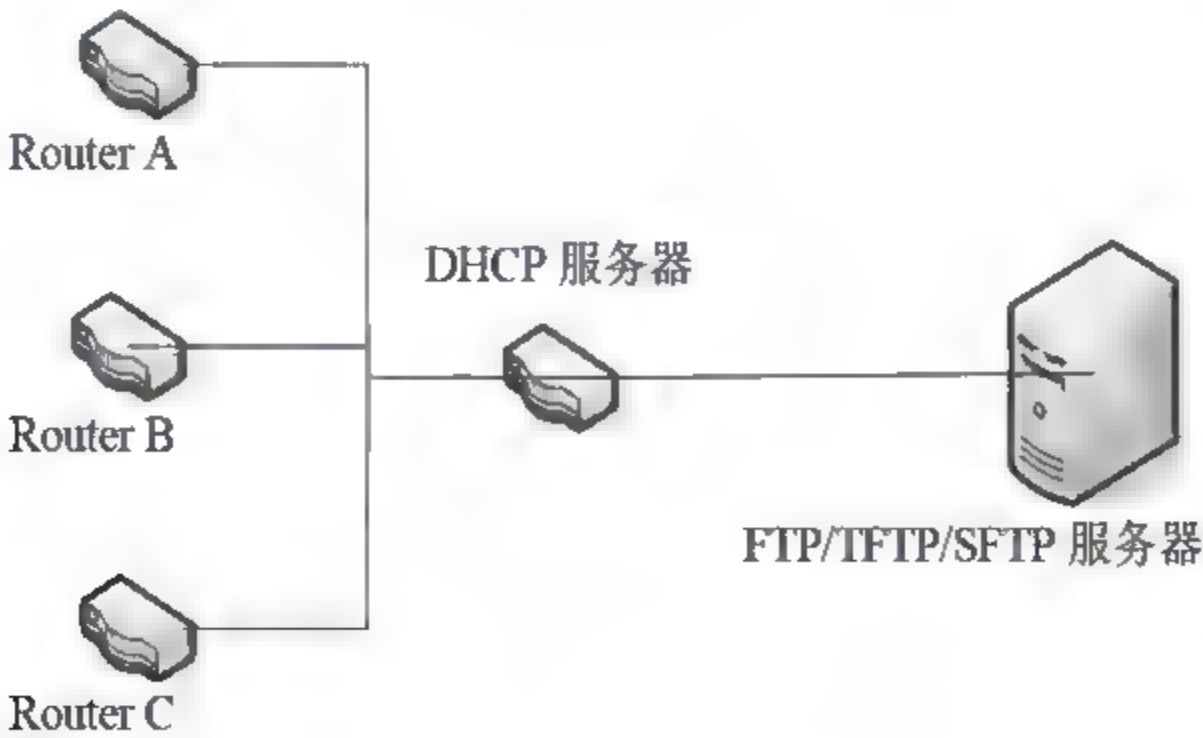 Router A
DHCP 服务器
Router B
FTP/TFTP/SFTP 服务器
Router C